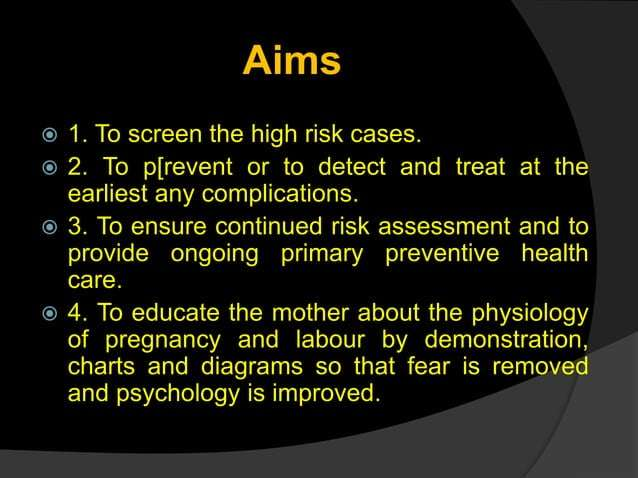 Aims
1. To screen the high risk cases.
2. To p[revent or to detect and treat at the
earliest any complications.
3. To ensure continued risk assessment and to
provide ongoing primary preventive health
care.
4. To educate the mother about the physiology
of pregnancy and labour by demonstration,
charts and diagrams so that fear is removed
and psychology is improved.